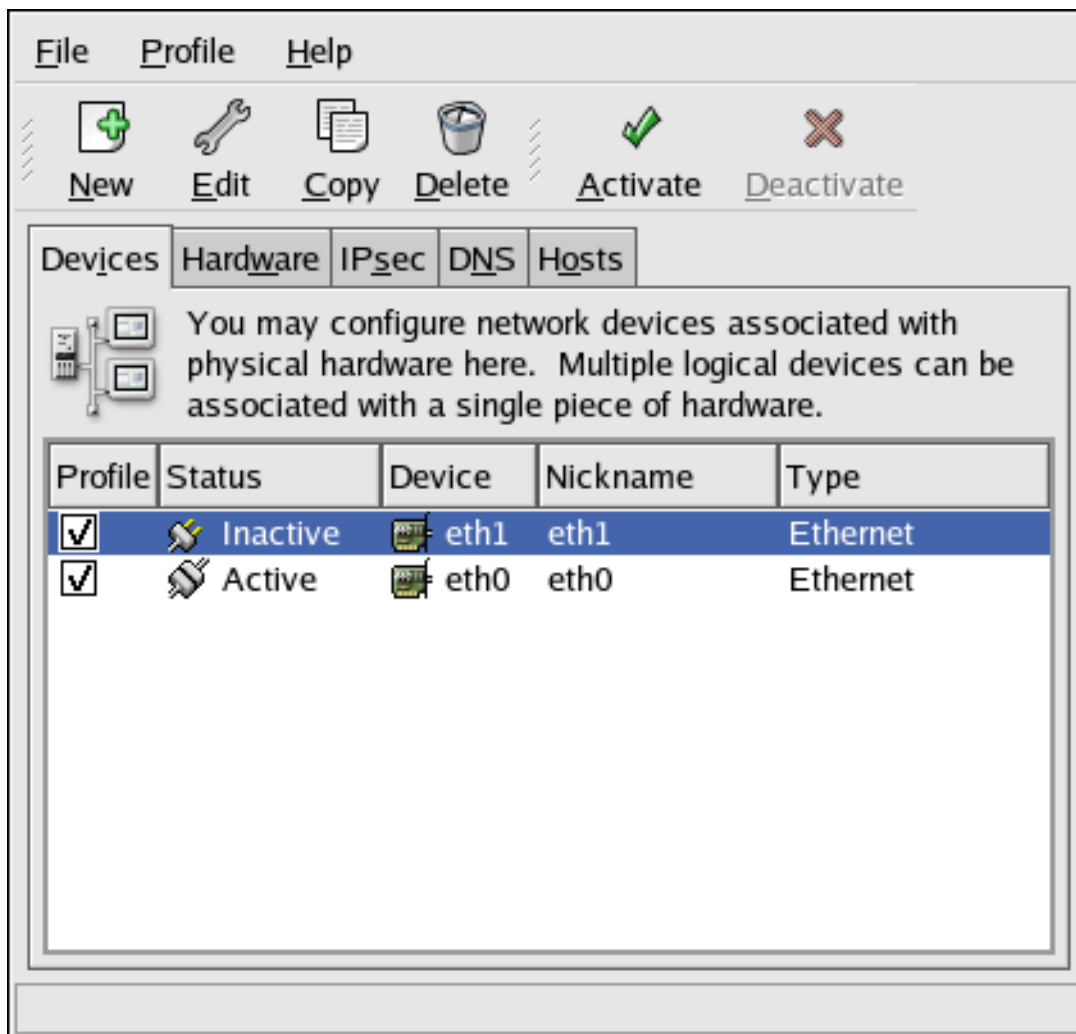 File Profile Help
New Edit Copy Delete Activate Deactivate
Devices Hardware IPsec DNS Hosts
You may configure network devices associated with
physical hardware here.  Multiple logical devices can be
associated with a single piece of hardware.
Profile Status Device Nickname Type
Inactive eth1 eth1 Ethernet
Active eth0 eth0 Ethernet